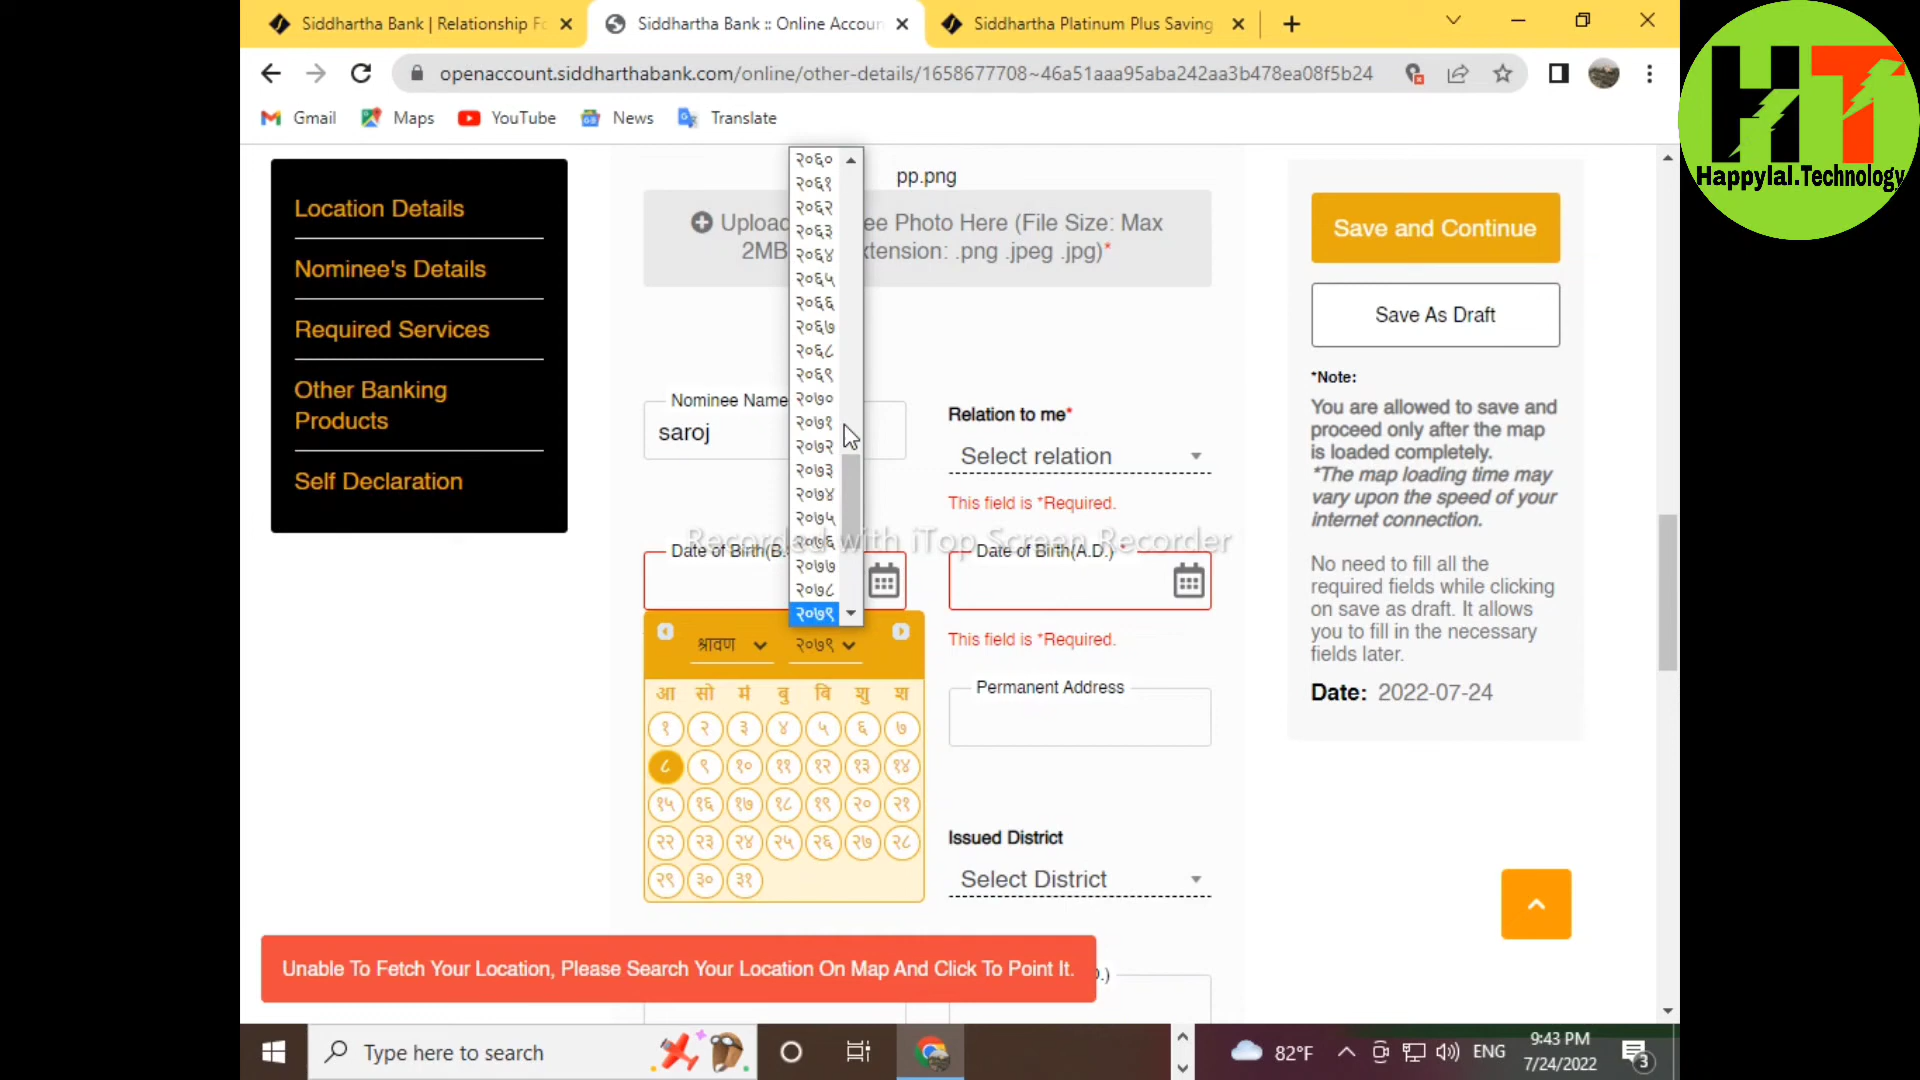 Siddhartha Bank | Relationship Fo
Siddhartha Bank :: Online Accoun
Siddhartha Platinum Plus Saving
openaccount.siddharthabank.com/online/other-details/1658677708~46a51aaa95aba242aa3b478ea08f5b24
Gmail Maps YouTube News Translate
HT
Happylal.Technology
Location Details
Nominee's Details
Required Services
Other Banking
Products
Self Declaration
pp.png
Upload
ee Photo Here (File Size: Max
2MB
xtension: .png .jpeg .jpg)*
Nominee Name
saroj
Relation to me*
Select relation
This field is *Required.
Date of Birth(B.
Date of Birth(A.D.) *
This field is *Required.
Permanent Address
Issued District
Select District
२०६०
२०६१
२०६२
२०६३
२०६४
२०६५
२०६६
२०६७
२०६८
२०६९
२०७०
२०७१
२०७२
२०७३
२०७४
२०७५
२०७६
२०७७
२०७८
२०७९
श्रावण २०७९
आ सो मं बु बि शु श
१ २ ३ ४ ५ ६ ७
८ ९ १० ११ १२ १३ १४
१५ १६ १७ १८ १९ २० २१
२२ २३ २४ २५ २६ २७ २८
२९ ३० ३१
Recorded with iTop Screen Recorder
Save and Continue
Save As Draft
*Note:
You are allowed to save and
proceed only after the map
is loaded completely.
*The map loading time may
vary upon the speed of your
internet connection.
No need to fill all the
required fields while clicking
on save as draft. It allows
you to fill in the necessary
fields later.
Date: 2022-07-24
Unable To Fetch Your Location, Please Search Your Location On Map And Click To Point It.
.)
Type here to search
82°F
ENG
9:43 PM
7/24/2022
3